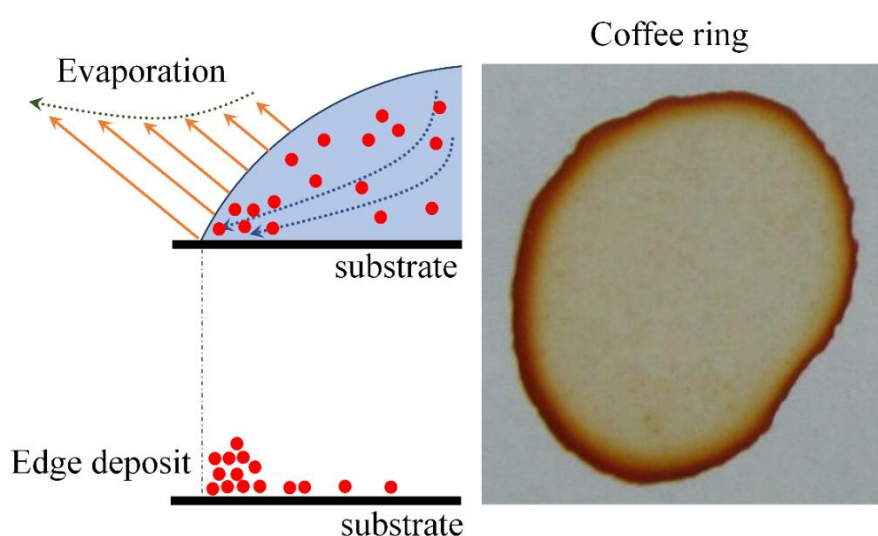 Coffee ring
Evaporation
substrate
Edge deposit
substrate